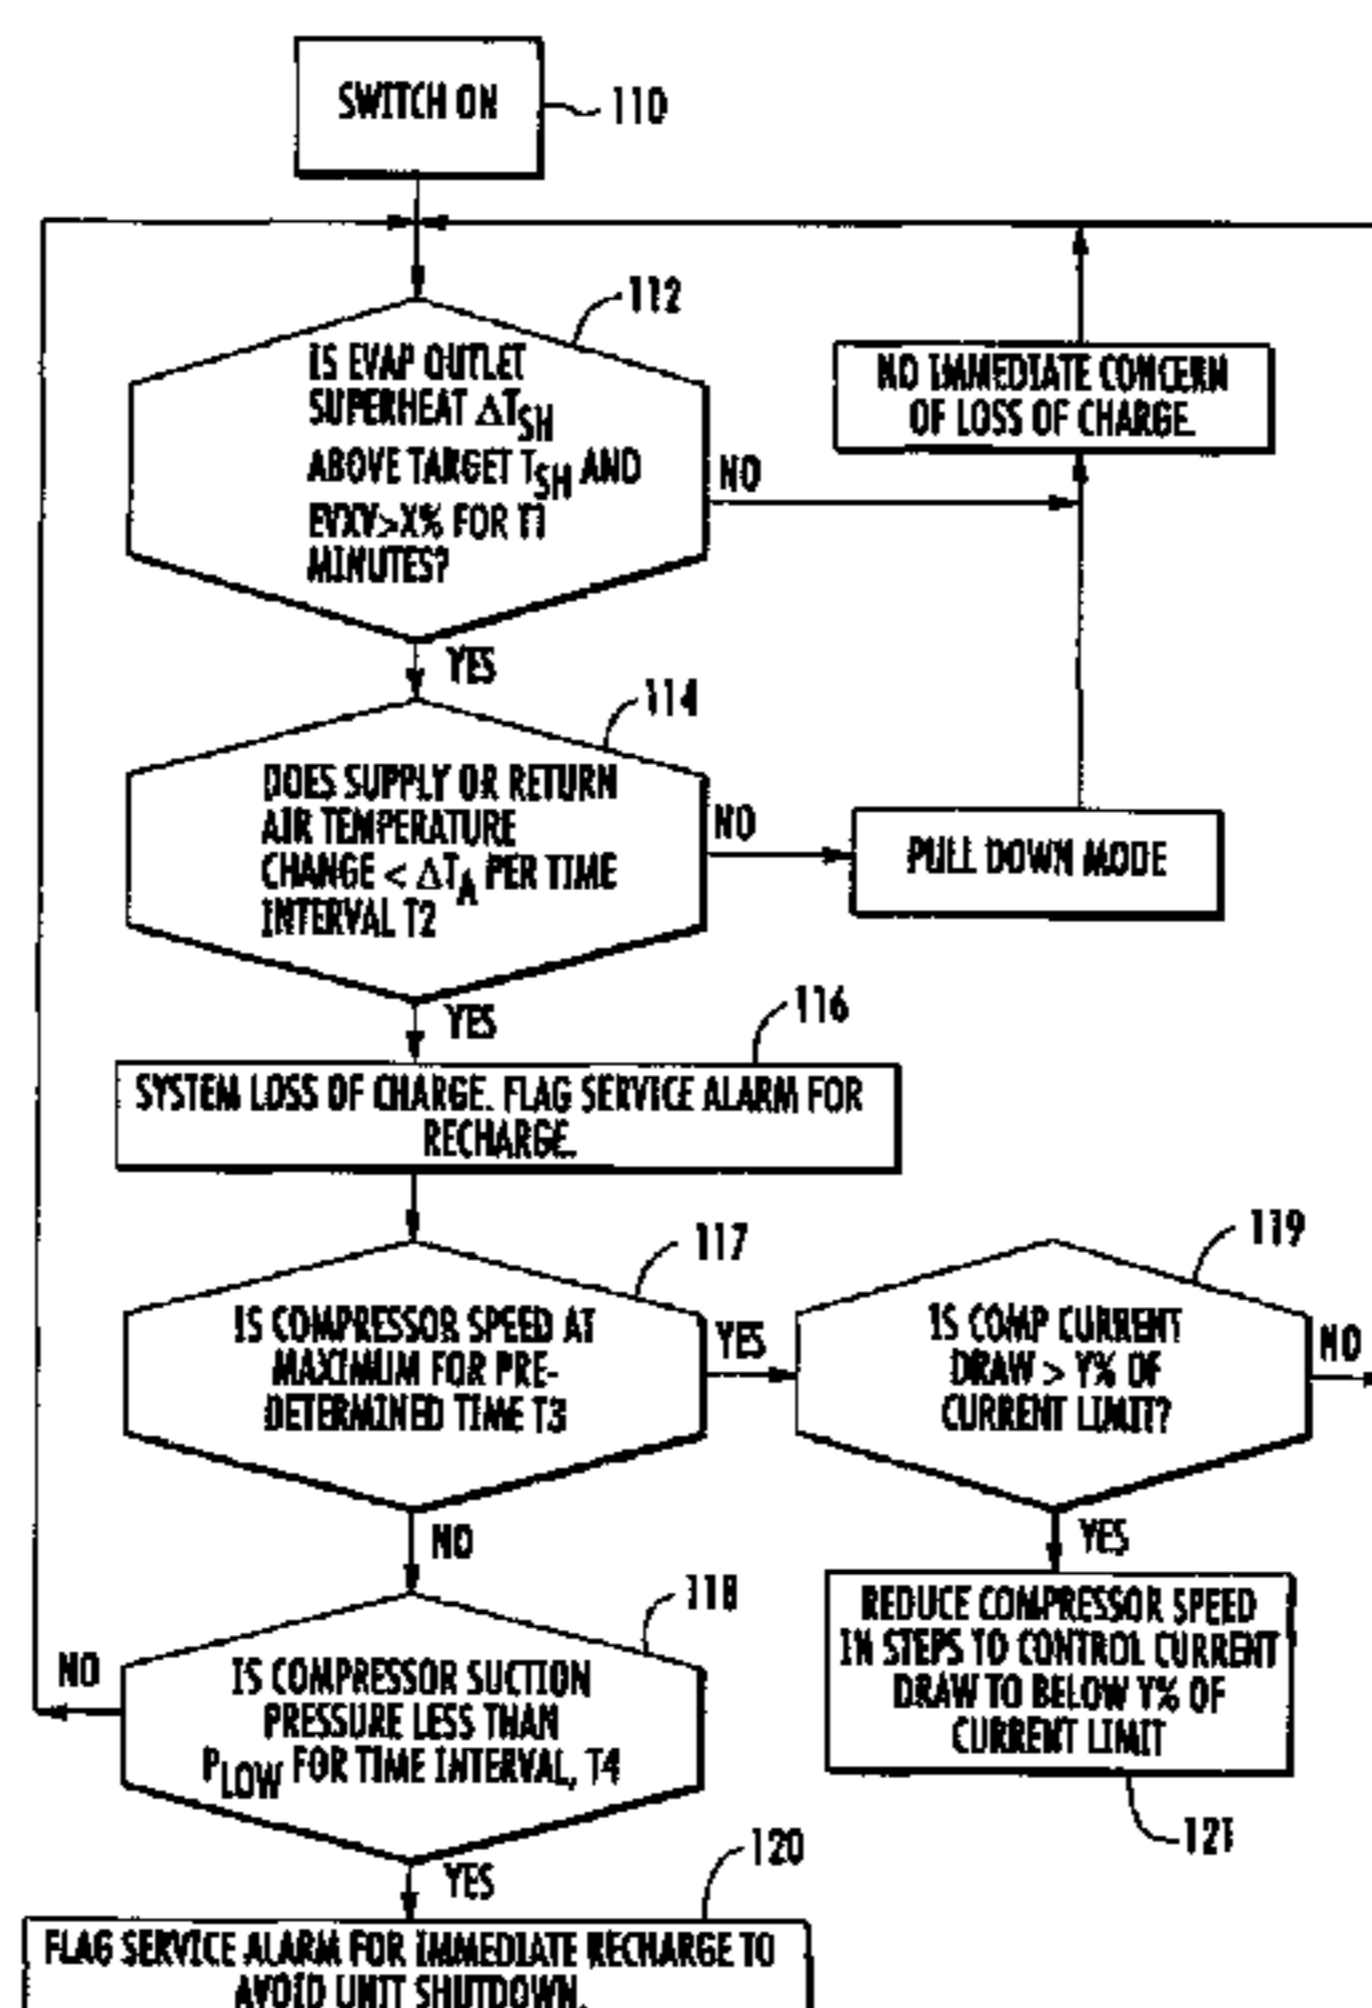 SWITCH ON
110
112
IS EVAP OUTLET
SUPERHEAT ΔTSH
ABOVE TARGET TSH AND
EVXV>X% FOR T1
MINUTES?
NO
NO IMMEDIATE CONCERN
OF LOSS OF CHARGE.
YES
114
DOES SUPPLY OR RETURN
AIR TEMPERATURE
CHANGE < ΔTA PER TIME
INTERVAL T2
NO
PULL DOWN MODE
YES
116
SYSTEM LOSS OF CHARGE. FLAG SERVICE ALARM FOR
RECHARGE.
117
IS COMPRESSOR SPEED AT
MAXIMUM FOR PRE-
DETERMINED TIME T3
YES
119
IS COMP CURRENT
DRAW > Y% OF
CURRENT LIMIT?
NO
NO
YES
118
IS COMPRESSOR SUCTION
PRESSURE LESS THAN
PLOW FOR TIME INTERVAL, T4
NO
REDUCE COMPRESSOR SPEED
IN STEPS TO CONTROL CURRENT
DRAW TO BELOW Y% OF
CURRENT LIMIT
121
YES
120
FLAG SERVICE ALARM FOR IMMEDIATE RECHARGE TO
AVOID UNIT SHUTDOWN.